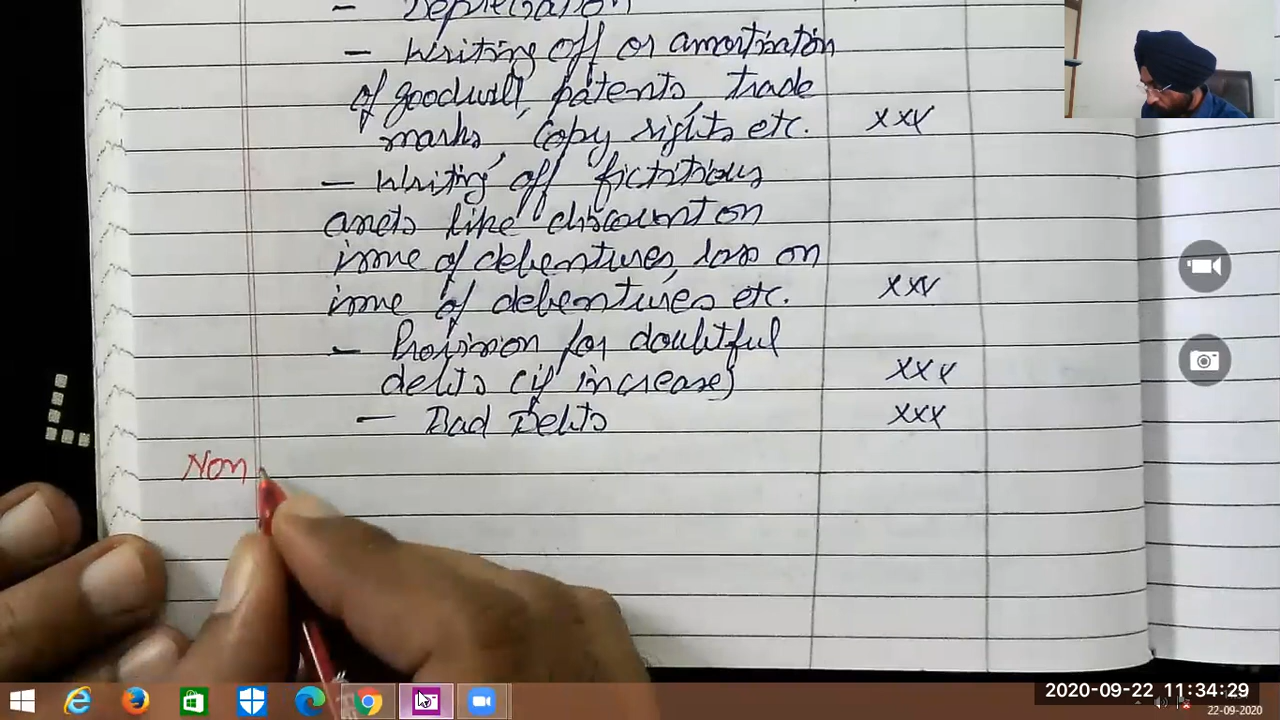 - Depreciation
- Writing off or amortization
of goodwill, patents, trade
marks, Copy rights etc. xxx
- Writing off fictitious
assets like discount on
issue of debentures, loss on
issue of debentures etc. xxx
- Provision for doubtful
debts (if increase) xxx
- Bad Debts xxx
Non
2020-09-22 11:34:29
22-09-2020